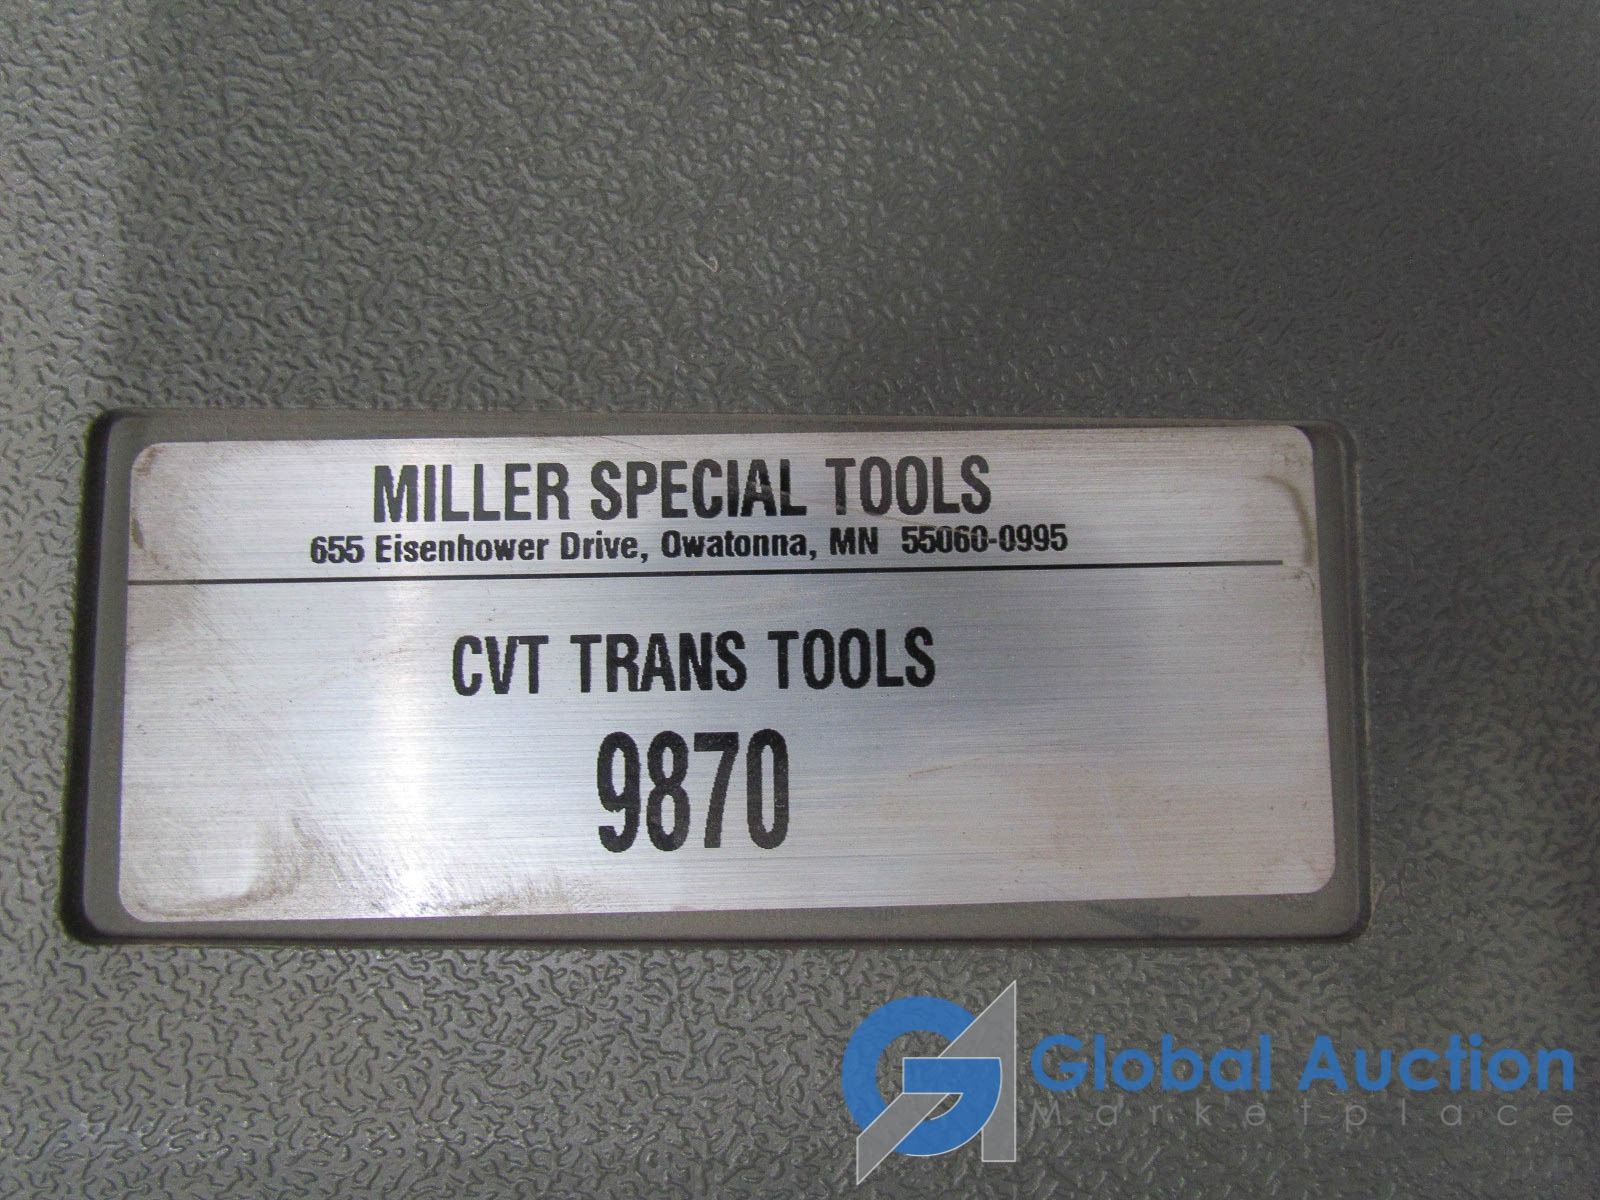 MILLER SPECIAL TOOLS
655 Eisenhower Drive, Owatonna, MN 55060-0995
CVT TRANS TOOLS
9870
Global Auction
Marketplace